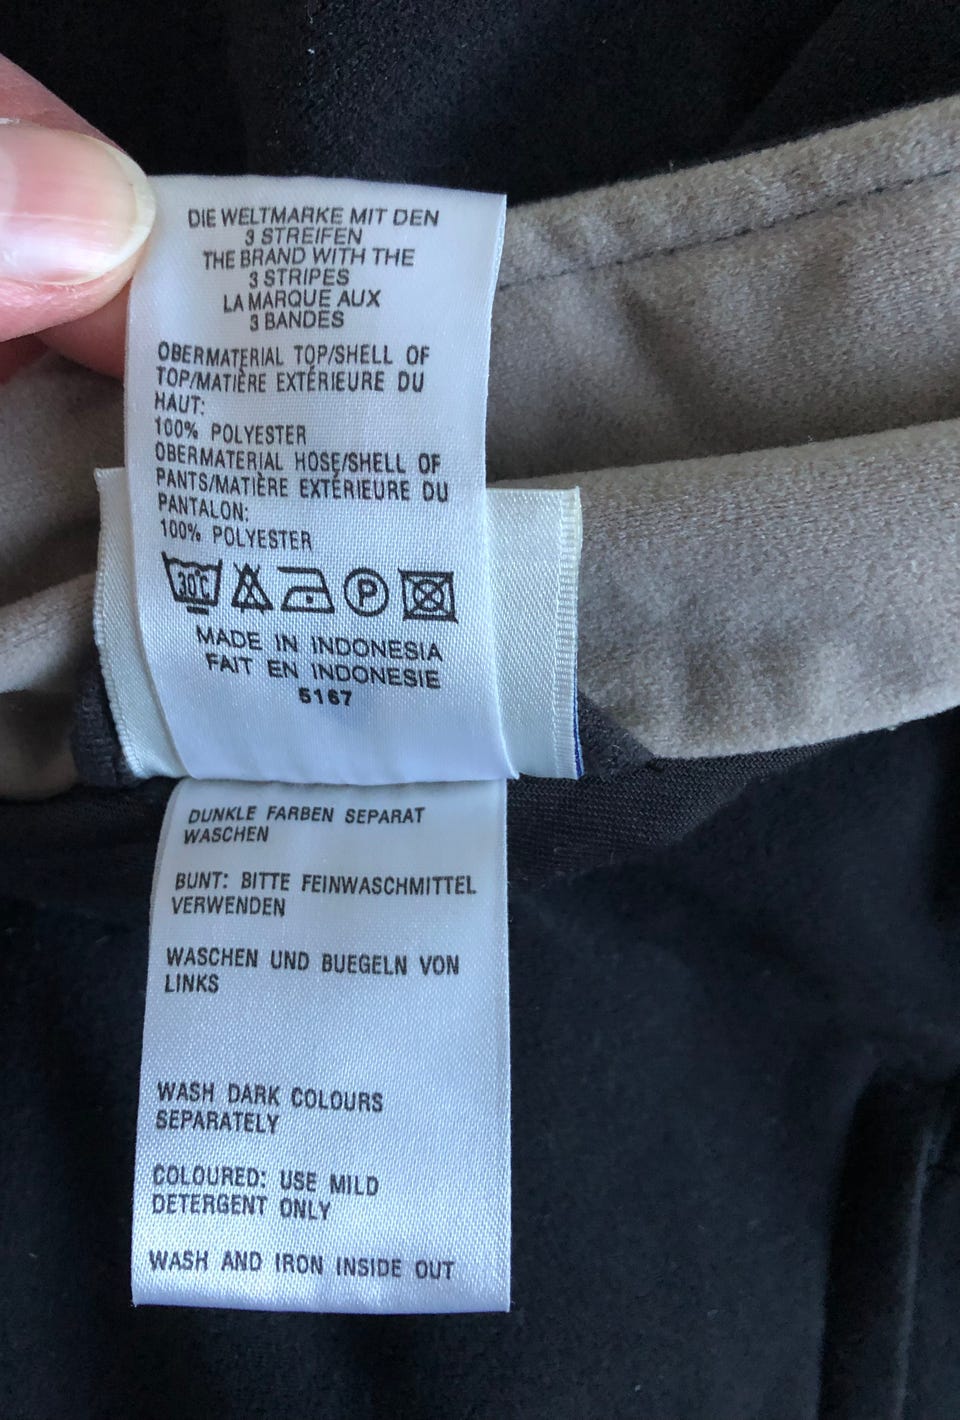 DIE WELTMARKE MIT DEN
3 STREIFEN
THE BRAND WITH THE
3 STRIPES
LA MARQUE AUX
3 BANDES
OBERMATERIAL TOP/SHELL OF
TOP/MATIÈRE EXTÉRIEURE DU
HAUT:
100% POLYESTER
OBERMATERIAL HOSE/SHELL OF
PANTS/MATIÈRE EXTÉRIEURE DU
PANTALON:
100% POLYESTER
30°C P
MADE IN INDONESIA
FAIT EN INDONESIE
5167
DUNKLE FARBEN SEPARAT
WASCHEN
BUNT: BITTE FEINWASCHMITTEL
VERWENDEN
WASCHEN UND BUEGELN VON
LINKS
WASH DARK COLOURS
SEPARATELY
COLOURED: USE MILD
DETERGENT ONLY
WASH AND IRON INSIDE OUT